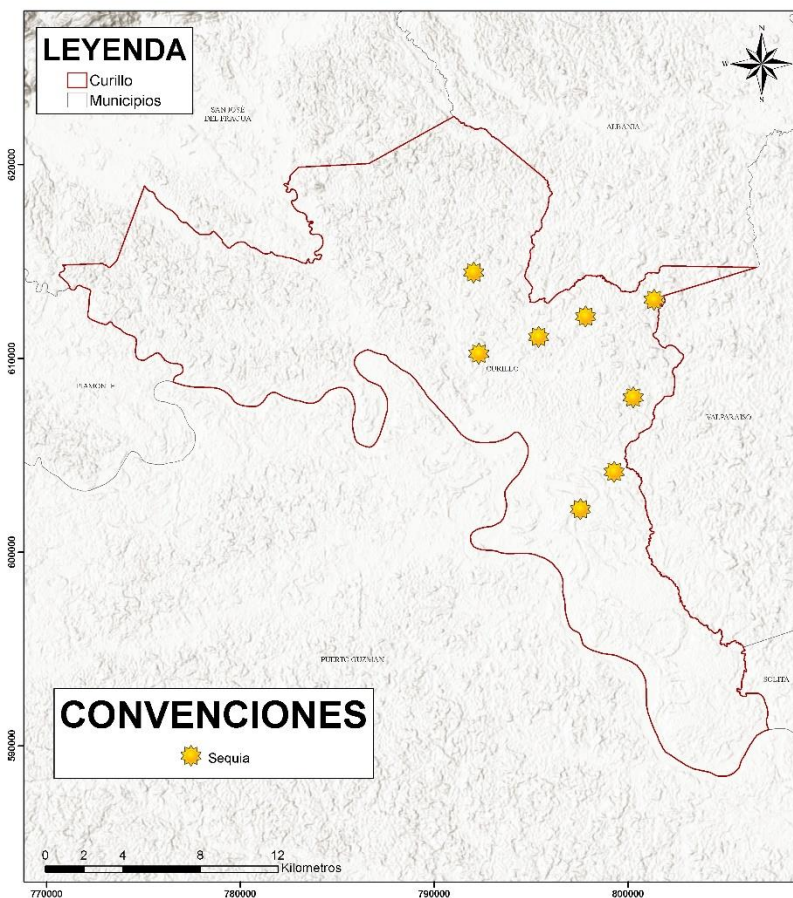 LEYENDA
Curillo
Municipios
N
W
E
S
SAN JOSÉ
DEL FRAGUA
ALBANIA
620000
610000
600000
590000
CURILLO
VALPARAISO
PUERTO GUZMÁN
SOLITA
CONVENCIONES
Sequia
0 2 4 8 12
Kilometros
770000 780000 790000 800000